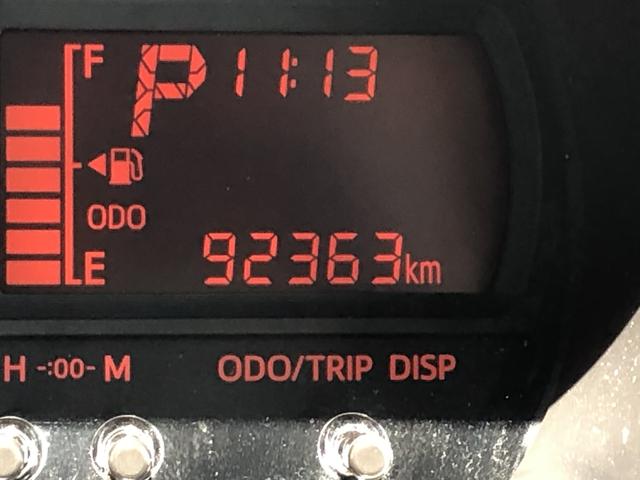 F P 11:13
ODO
E 92363km
H -:00- M ODO/TRIP DISP